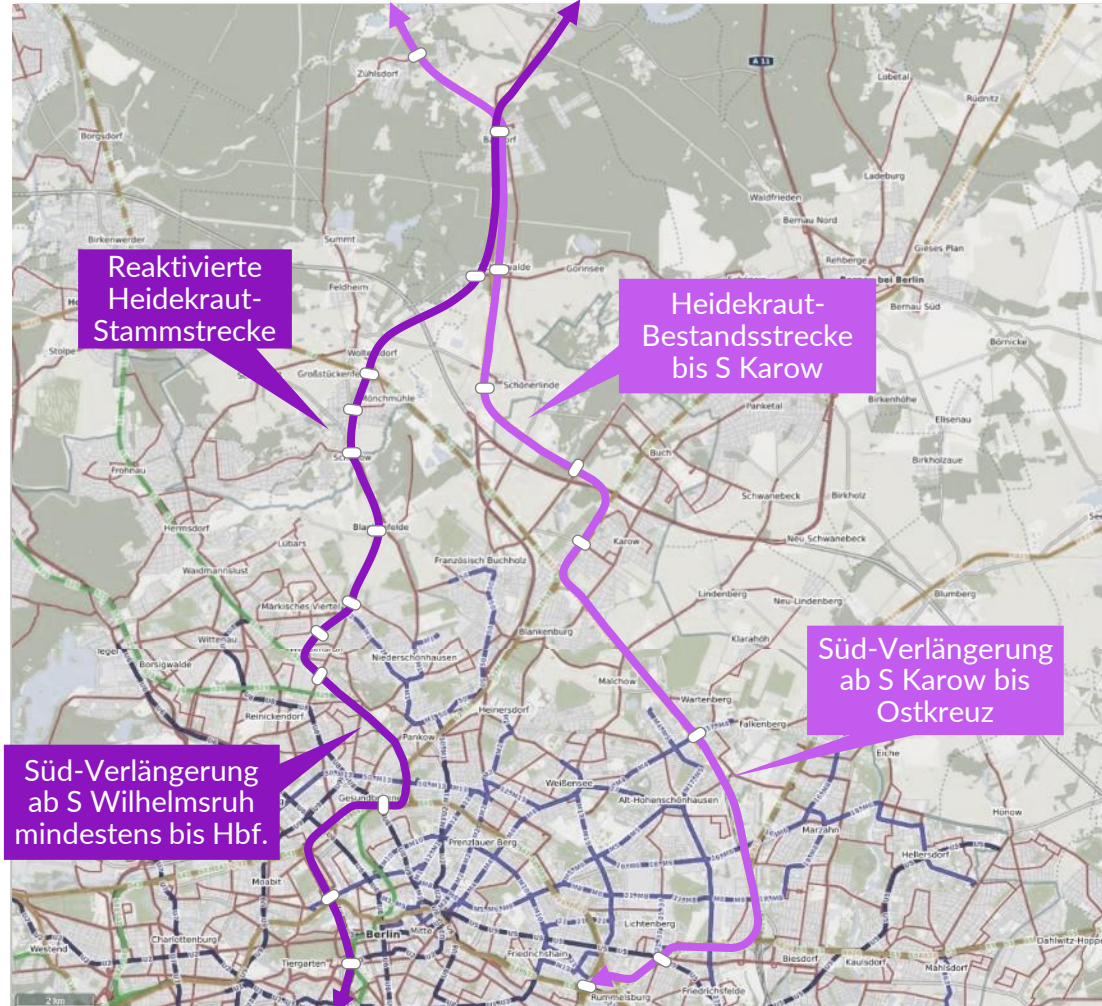 Zühlsdorf
A 11
Lobetal
Rüdnitz
Borgsdorf
Ladeburg
Waldfrieden
Bernau Nord
Birkenwerder
Summt
Gieses Plan
Rehberge
bei Berlin
Bernau Süd
Reaktivierte
Heidekraut-
Stammstrecke
Feldheim
Gorinsee
Heidekraut-
Bestandsstrecke
bis S Karow
Stolpe
Börnicke
Schönerlinde
Mönchmühle
Panketal
Birkenhöhe
Elisenau
Frohnau
Buch
Birkholzaue
Schwanebeck
Birkholz
Hermsdorf
Lübars
Karow
Neu Schwanebeck
Französisch Buchholz
Waidmannslust
Lindenberg
Neu-Lindenberg
Blumberg
Märkisches Viertel
Wittenau
Blankenburg
Klarahöh
Borsigwalde
Niederschönhausen
Malchow
Wartenberg
Süd-Verlängerung
ab S Karow bis
Ostkreuz
Reinickendorf
Heinersdorf
Falkenberg
Pankow
Eiche
Süd-Verlängerung
ab S Wilhelmsruh
mindestens bis Hbf.
Weißensee
Alt-Hohenschönhausen
Hönow
Marzahn
Prenzlauer Berg
Hellersdorf
Moabit
Lichtenberg
Charlottenburg
Berlin
Mitte
Westend
Tiergarten
Friedrichshain
Biesdorf
Kaulsdorf
Mahlsdorf
Dahlwitz-Hoppe
Rummelsburg
Friedrichsfelde
2 km